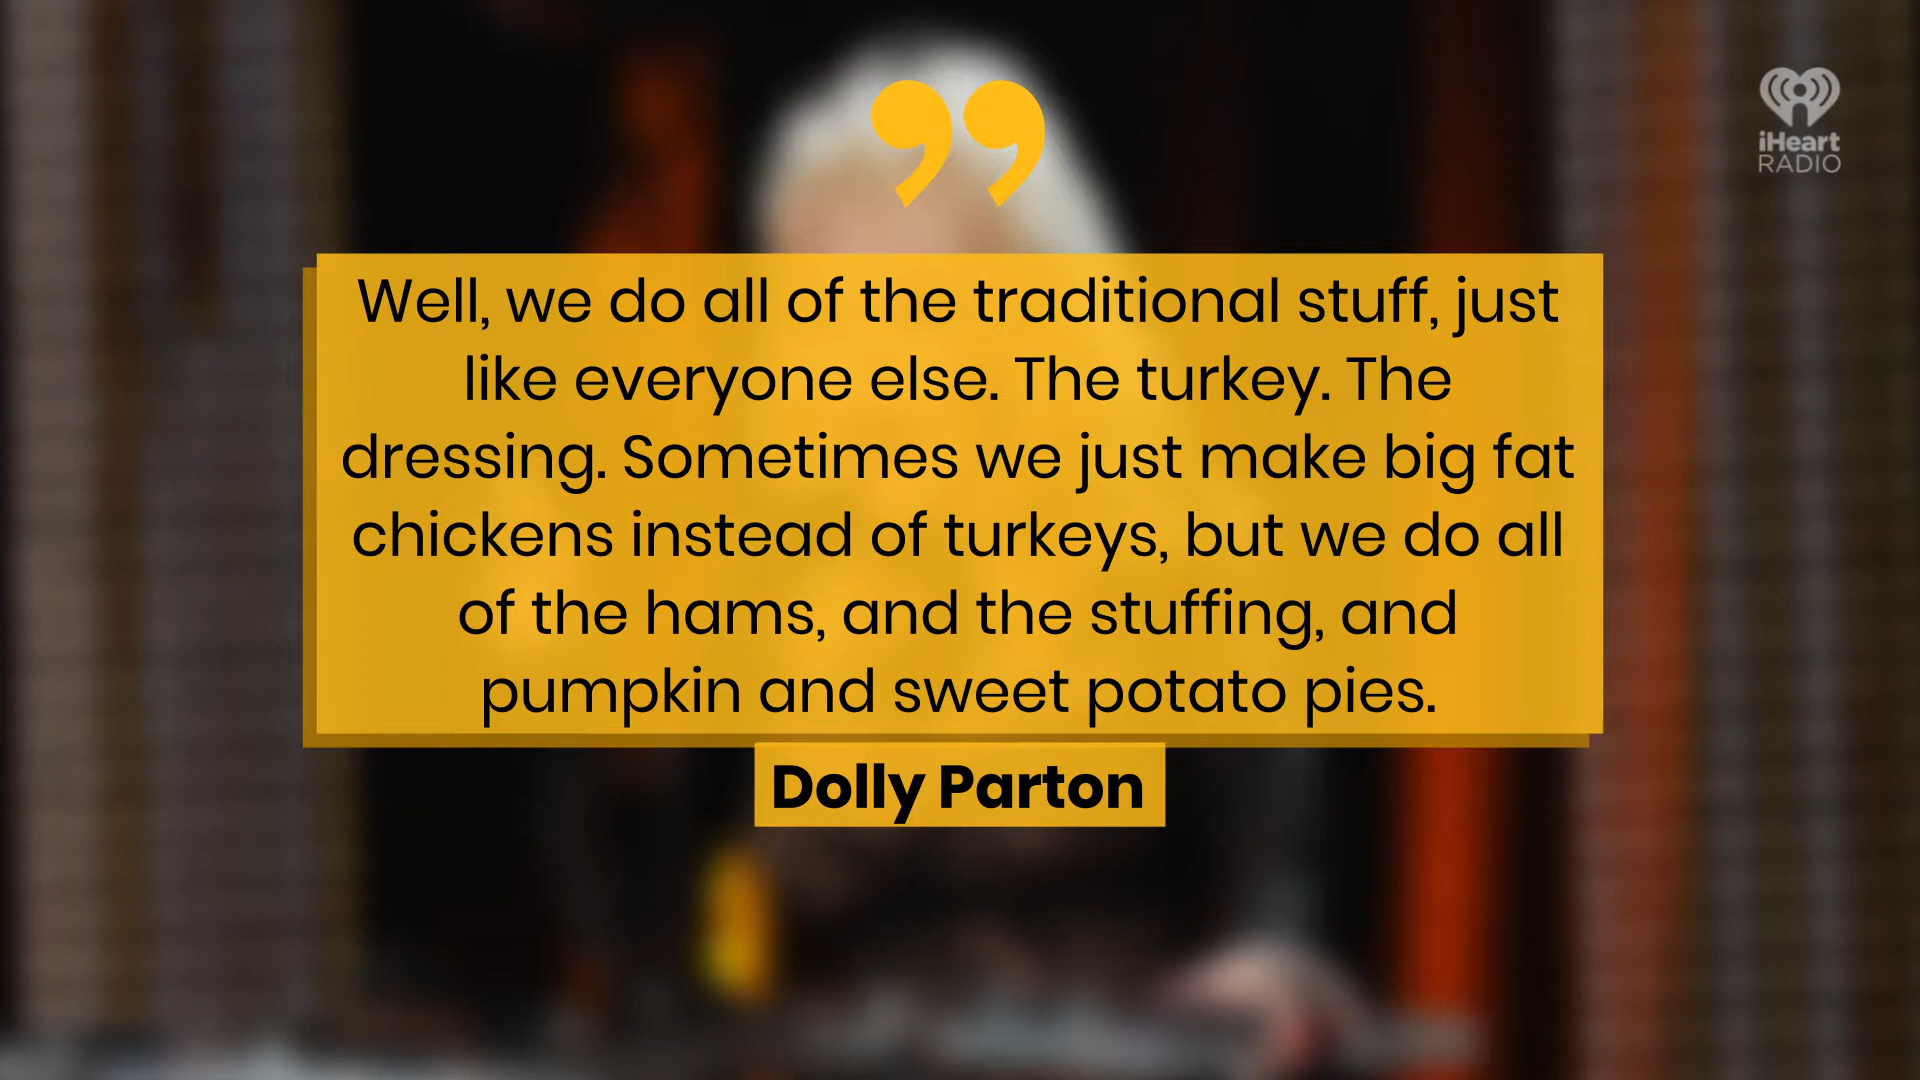 ”
iHeart
RADIO
Well, we do all of the traditional stuff, just
like everyone else. The turkey. The
dressing. Sometimes we just make big fat
chickens instead of turkeys, but we do all
of the hams, and the stuffing, and
pumpkin and sweet potato pies.
Dolly Parton